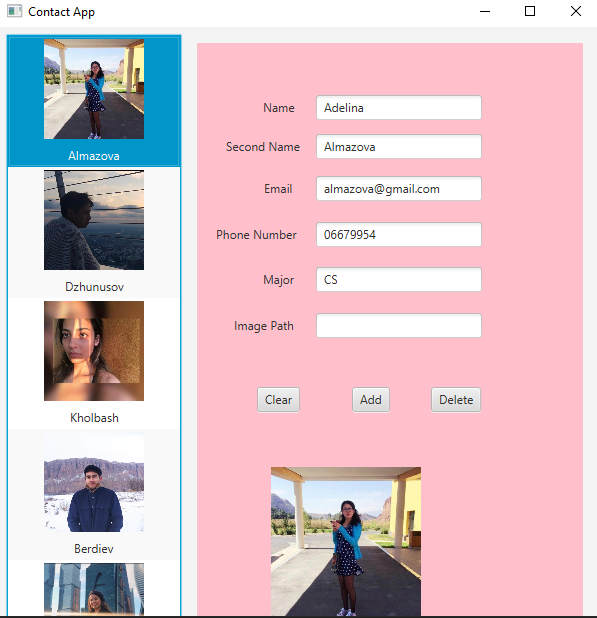 Contact App
Almazova
Dzhunusov
Kholbash
Berdiev
Name Adelina
Second Name Almazova
Email almazova@gmail.com
Phone Number 06679954
Major CS
Image Path
Clear Add Delete